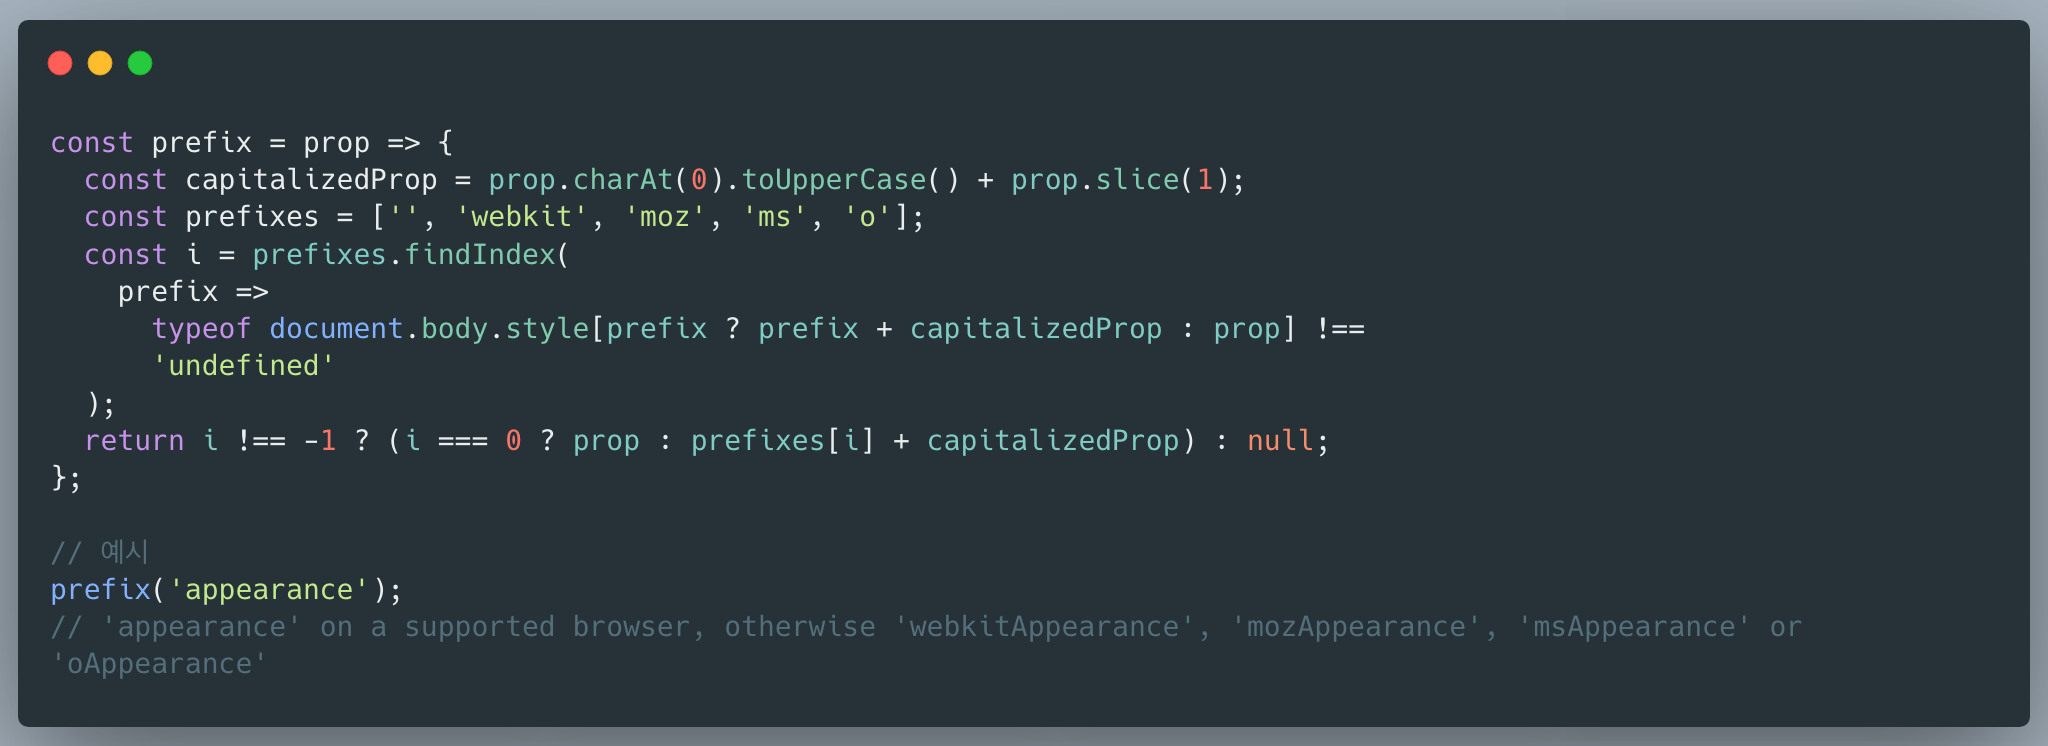 const prefix = prop => {
  const capitalizedProp = prop.charAt(0).toUpperCase() + prop.slice(1);
  const prefixes = ['', 'webkit', 'moz', 'ms', 'o'];
  const i = prefixes.findIndex(
    prefix =>
      typeof document.body.style[prefix ? prefix + capitalizedProp : prop] !==
      'undefined'
  );
  return i !== -1 ? (i === 0 ? prop : prefixes[i] + capitalizedProp) : null;
};

// 예시
prefix('appearance');
// 'appearance' on a supported browser, otherwise 'webkitAppearance', 'mozAppearance', 'msAppearance' or
'oAppearance'